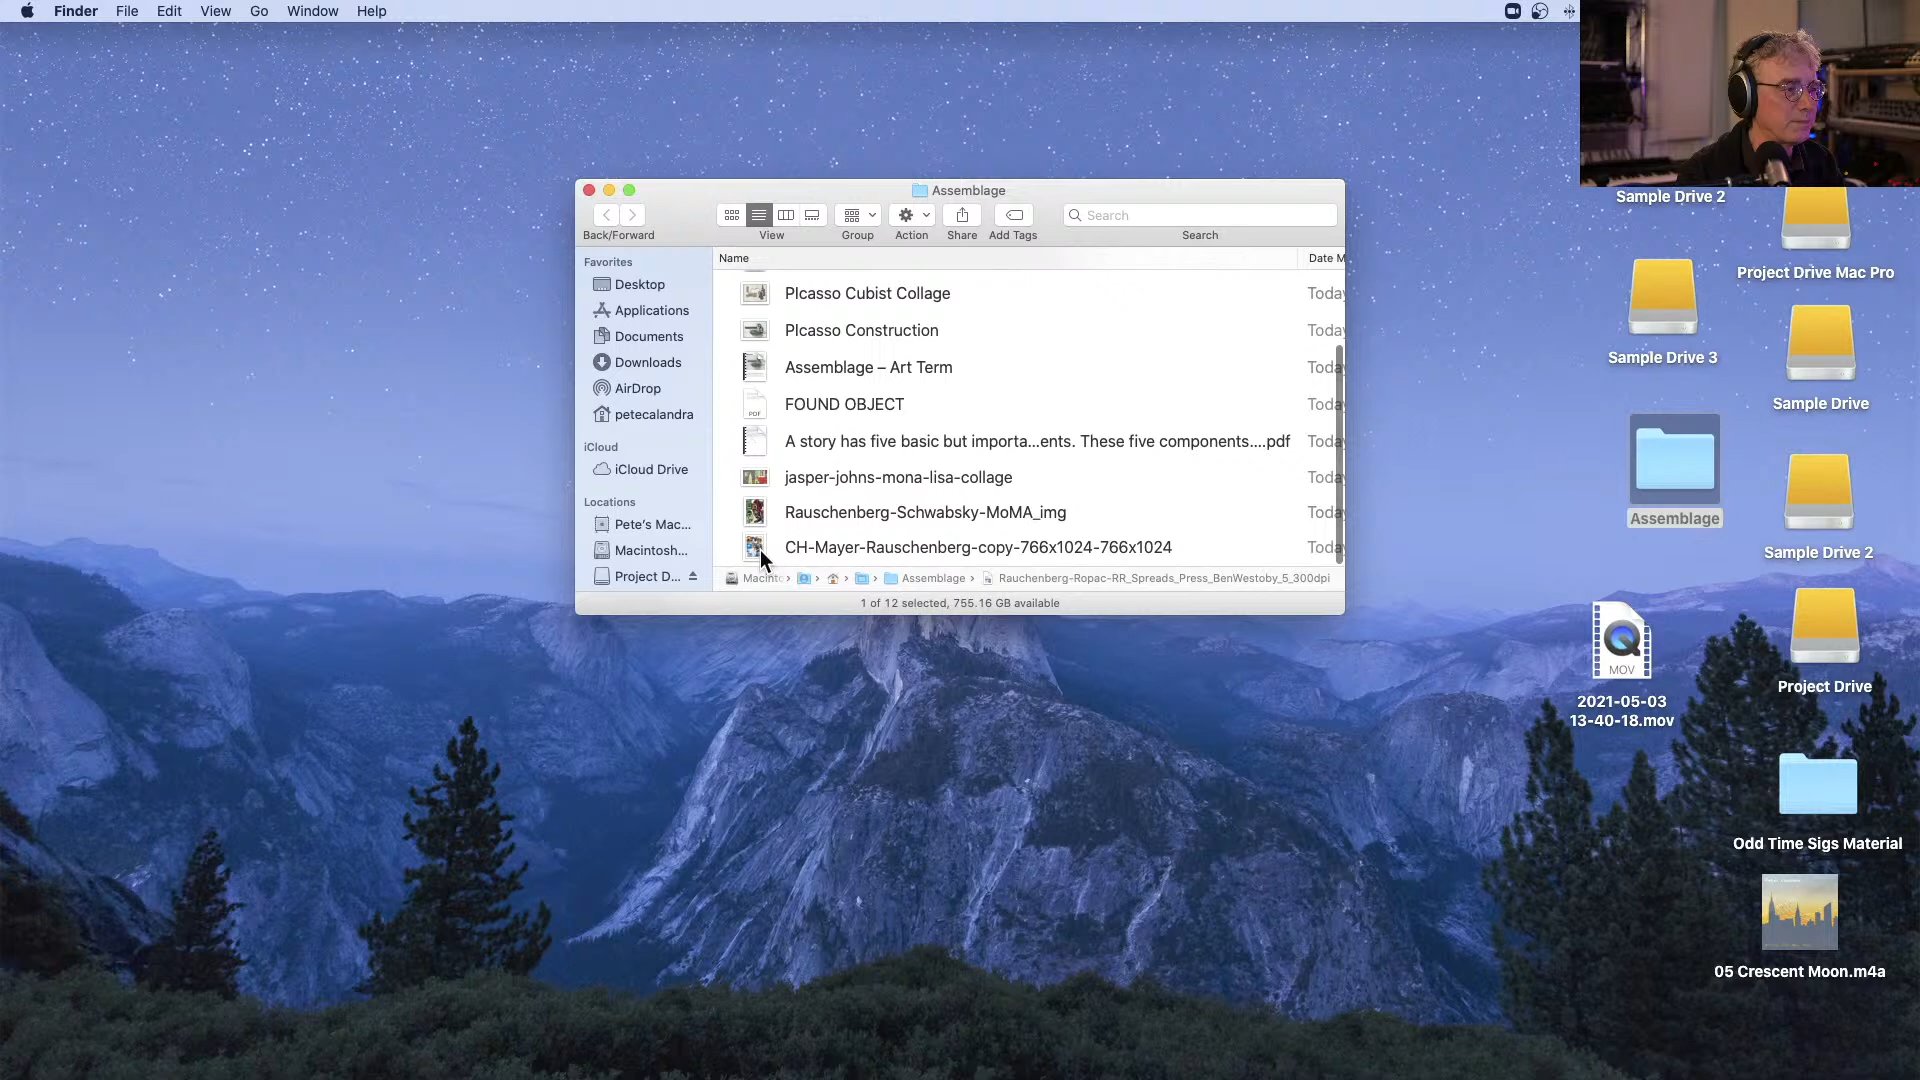 Finder File Edit View Go Window Help
Assemblage
Search
Back/Forward View Group Action Share Add Tags Search
Favorites
Desktop
Applications
Documents
Downloads
AirDrop
petecalandra
iCloud
iCloud Drive
Locations
Pete's Mac...
Macintosh...
Project D...
Name Date M
PIcasso Cubist Collage Today
PIcasso Construction Today
Assemblage – Art Term Today
PDF
FOUND OBJECT Today
A story has five basic but importa...ents. These five components....pdf Today
jasper-johns-mona-lisa-collage Today
Rauschenberg-Schwabsky-MoMA_img Today
CH-Mayer-Rauschenberg-copy-766x1024-766x1024 Today
Macint Assemblage Rauchenberg-Ropac-RR_Spreads_Press_BenWestoby_5_300dpi
1 of 12 selected, 755.16 GB available
Sample Drive 2
Project Drive Mac Pro
Sample Drive 3
Sample Drive
Assemblage
Sample Drive 2
MOV
2021-05-03
13-40-18.mov
Project Drive
Odd Time Sigs Material
05 Crescent Moon.m4a